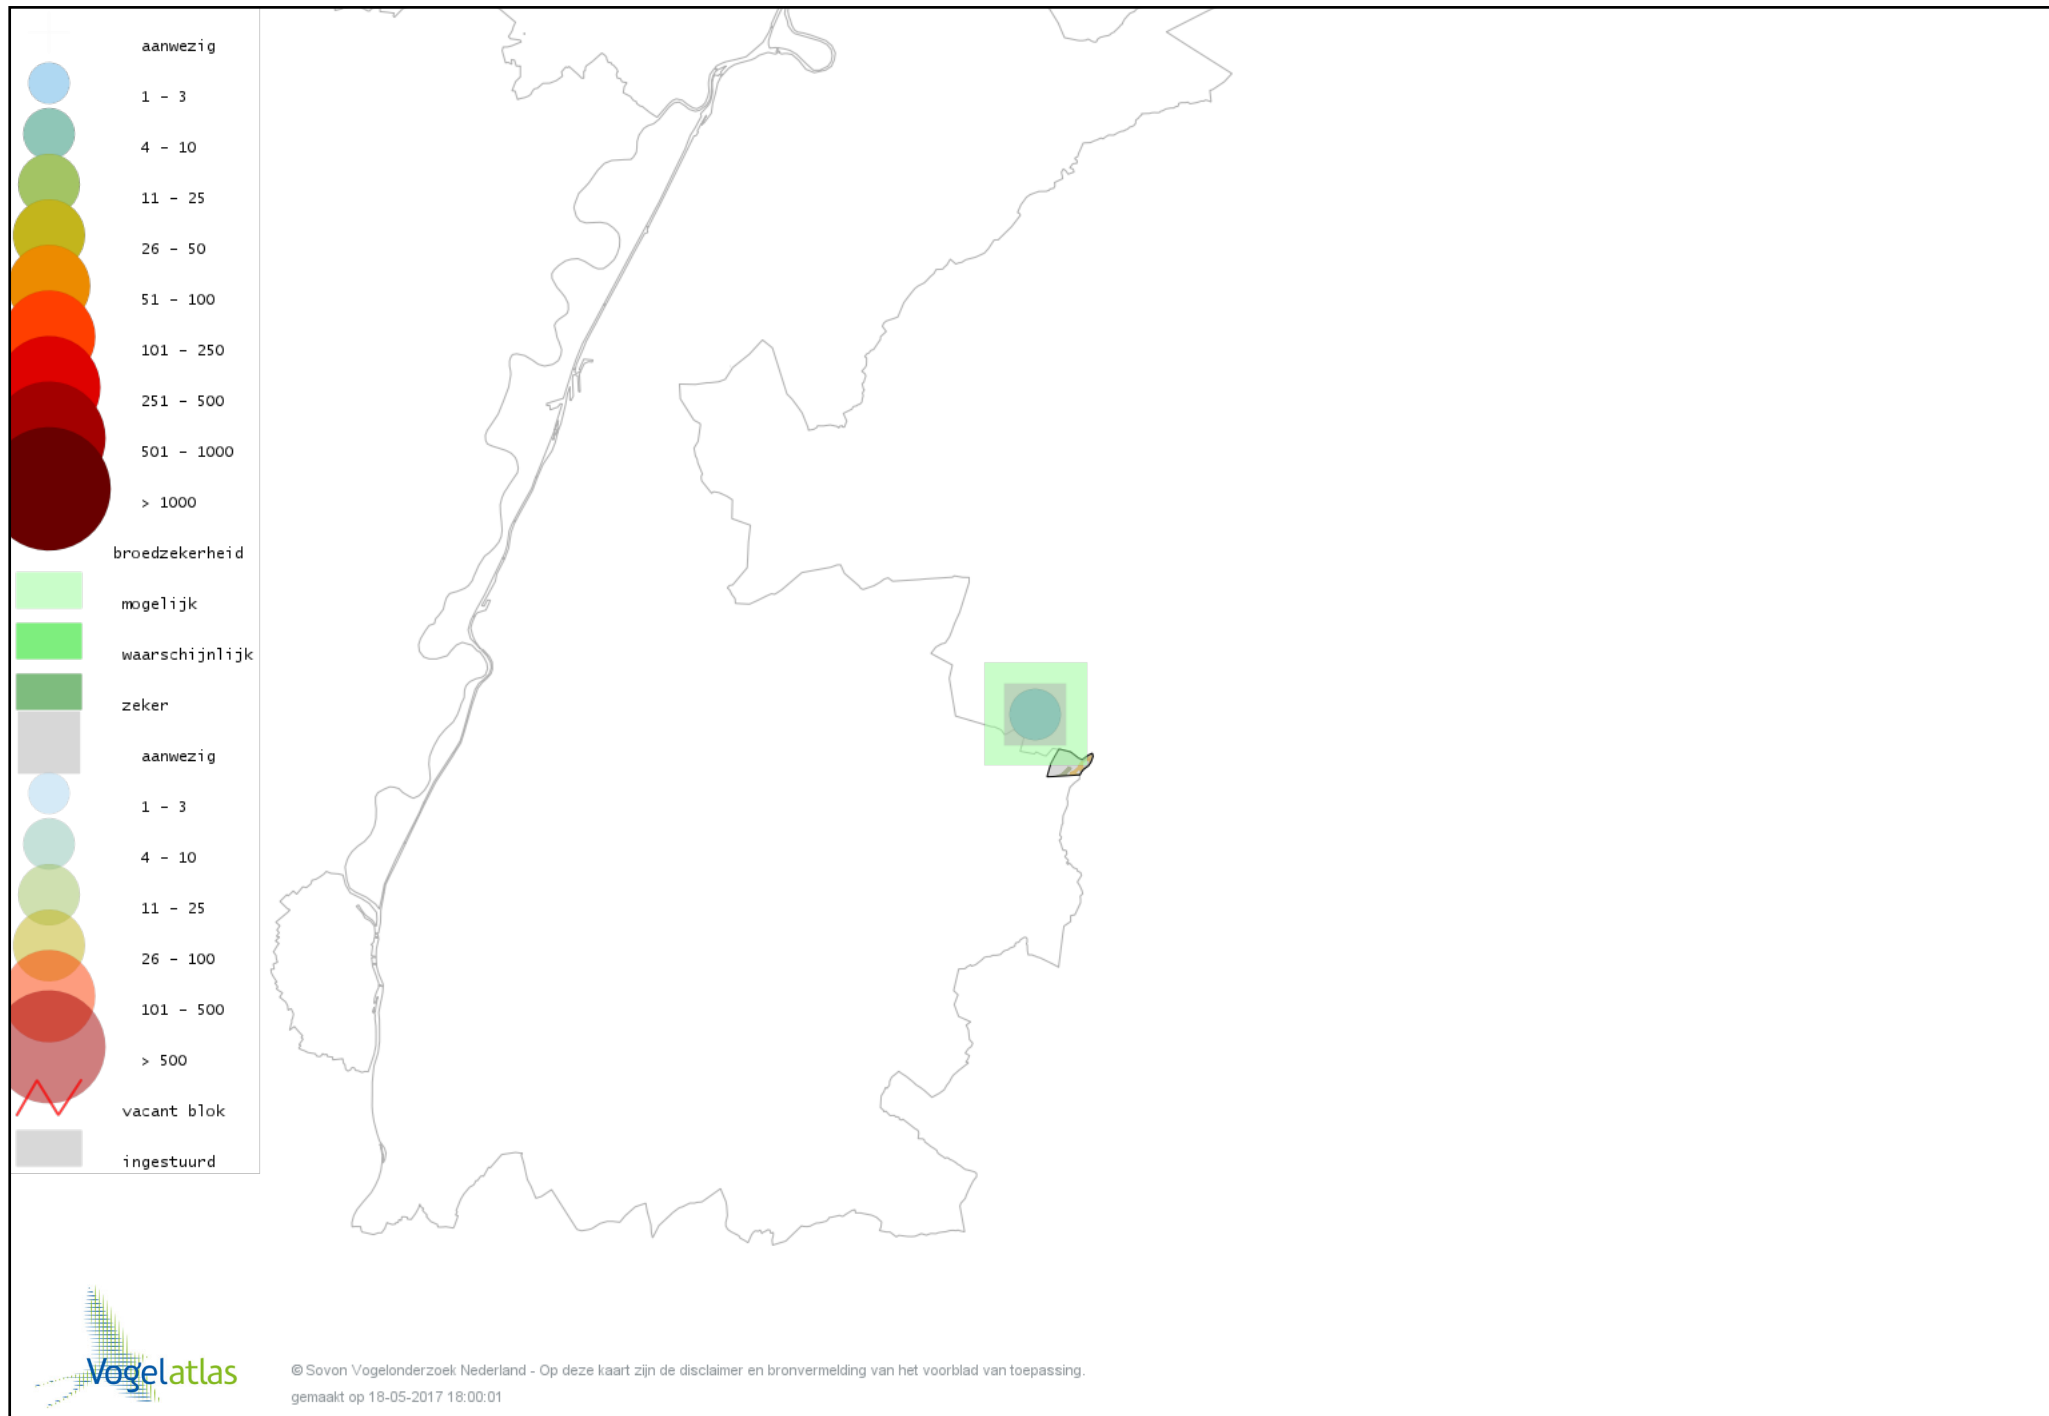 aanwezig
1 - 3
4 - 10
11 - 25
26 - 50
51 - 100
101 - 250
251 - 500
501 - 1000
> 1000
broedzekerheid
mogelijk
waarschijnlijk
zeker
aanwezig
1 - 3
4 - 10
11 - 25
26 - 100
101 - 500
> 500
vacant blok
ingestuurd
Vogelatlas
© Sovon Vogelonderzoek Nederland - Op deze kaart zijn de disclaimer en bronvermelding van het voorblad van toepassing.
gemaakt op 18-05-2017 18:00:01